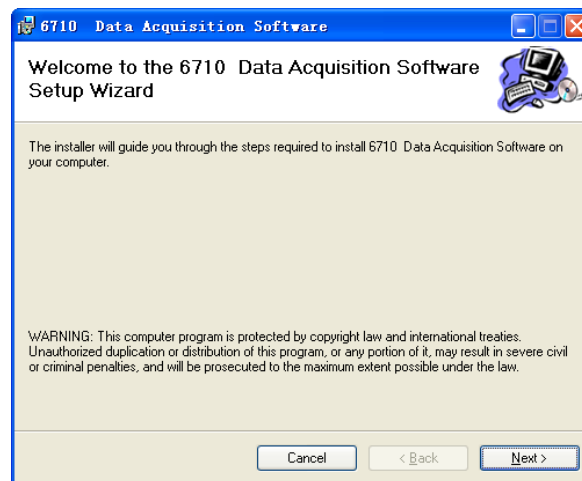 6710  Data Acquisition Software
Welcome to the 6710  Data Acquisition Software
Setup Wizard
The installer will guide you through the steps required to install 6710  Data Acquisition Software on
your computer.
WARNING: This computer program is protected by copyright law and international treaties.
Unauthorized duplication or distribution of this program, or any portion of it, may result in severe civil
or criminal penalties, and will be prosecuted to the maximum extent possible under the law.
Cancel
< Back
Next >